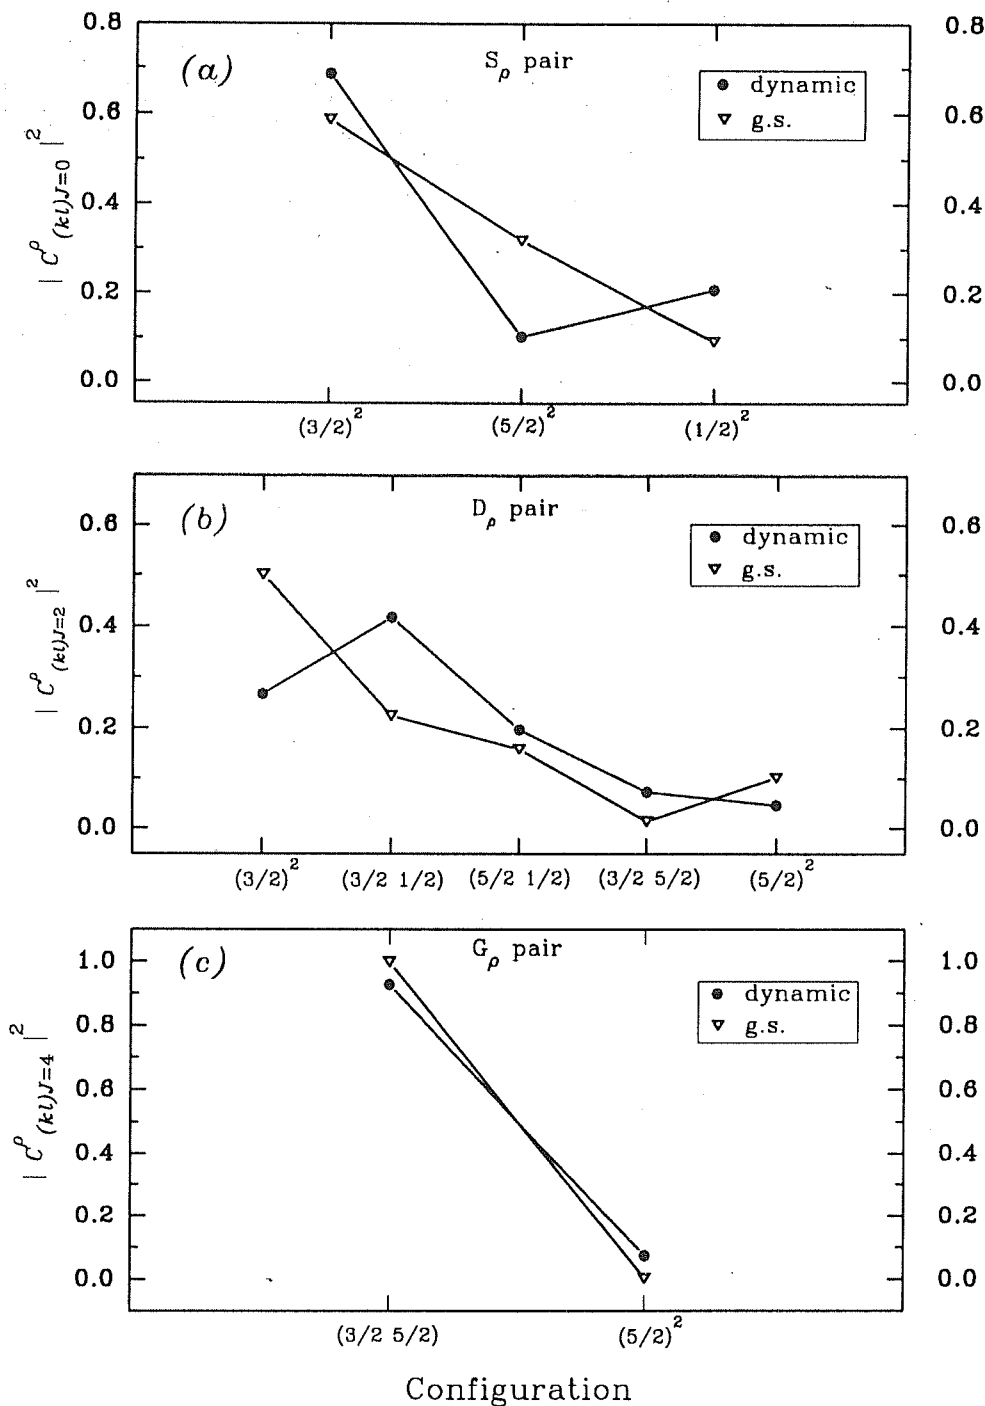 (a)
S_ρ pair
dynamic
g.s.
| C^ρ_(kl)J=0 |^2
0.8
0.6
0.4
0.2
0.0
0.8
0.6
0.4
0.2
0.0
(3/2)^2
(5/2)^2
(1/2)^2
(b)
D_ρ pair
dynamic
g.s.
| C^ρ_(kl)J=2 |^2
0.6
0.4
0.2
0.0
0.6
0.4
0.2
0.0
(3/2)^2
(3/2 1/2)
(5/2 1/2)
(3/2 5/2)
(5/2)^2
(c)
G_ρ pair
dynamic
g.s.
| C^ρ_(kl)J=4 |^2
1.0
0.8
0.6
0.4
0.2
0.0
1.0
0.8
0.6
0.4
0.2
0.0
(3/2 5/2)
(5/2)^2
Configuration